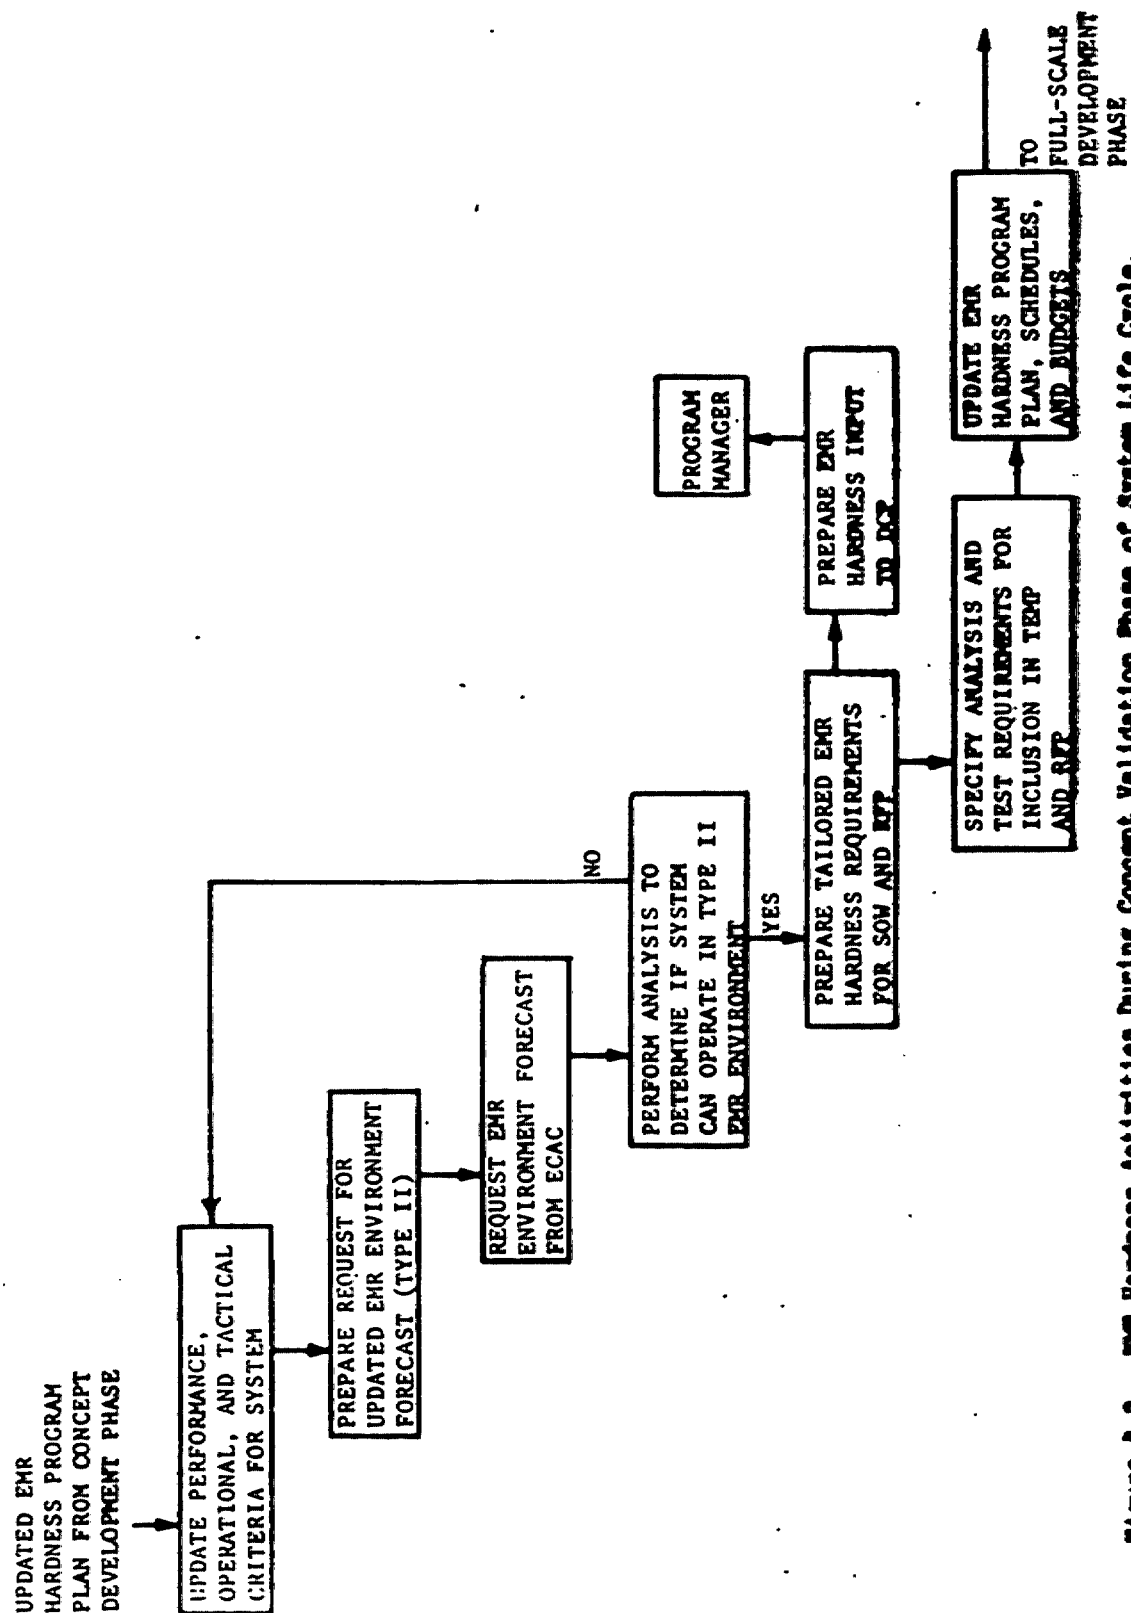 UPDATED EMR
HARDNESS PROGRAM
PLAN FROM CONCEPT
DEVELOPMENT PHASE
UPDATE PERFORMANCE,
OPERATIONAL, AND TACTICAL
CRITERIA FOR SYSTEM
PREPARE REQUEST FOR
UPDATED EMR ENVIRONMENT
FORECAST (TYPE II)
REQUEST EMR
ENVIRONMENT FORECAST
FROM ECAC
PERFORM ANALYSIS TO
DETERMINE IF SYSTEM
CAN OPERATE IN TYPE II
EMR ENVIRONMENT
NO
YES
PREPARE TAILORED EMR
HARDNESS REQUIREMENTS
FOR SOW AND RFP
PREPARE EMR
HARDNESS INPUT
TO DCP
PROGRAM
MANAGER
SPECIFY ANALYSIS AND
TEST REQUIREMENTS FOR
INCLUSION IN TEMP
AND RFP
UPDATE EMR
HARDNESS PROGRAM
PLAN, SCHEDULES,
AND BUDGETS
TO
FULL-SCALE
DEVELOPMENT
PHASE
Hardness Activities During Concept Validation Phase of System Life Cycle.